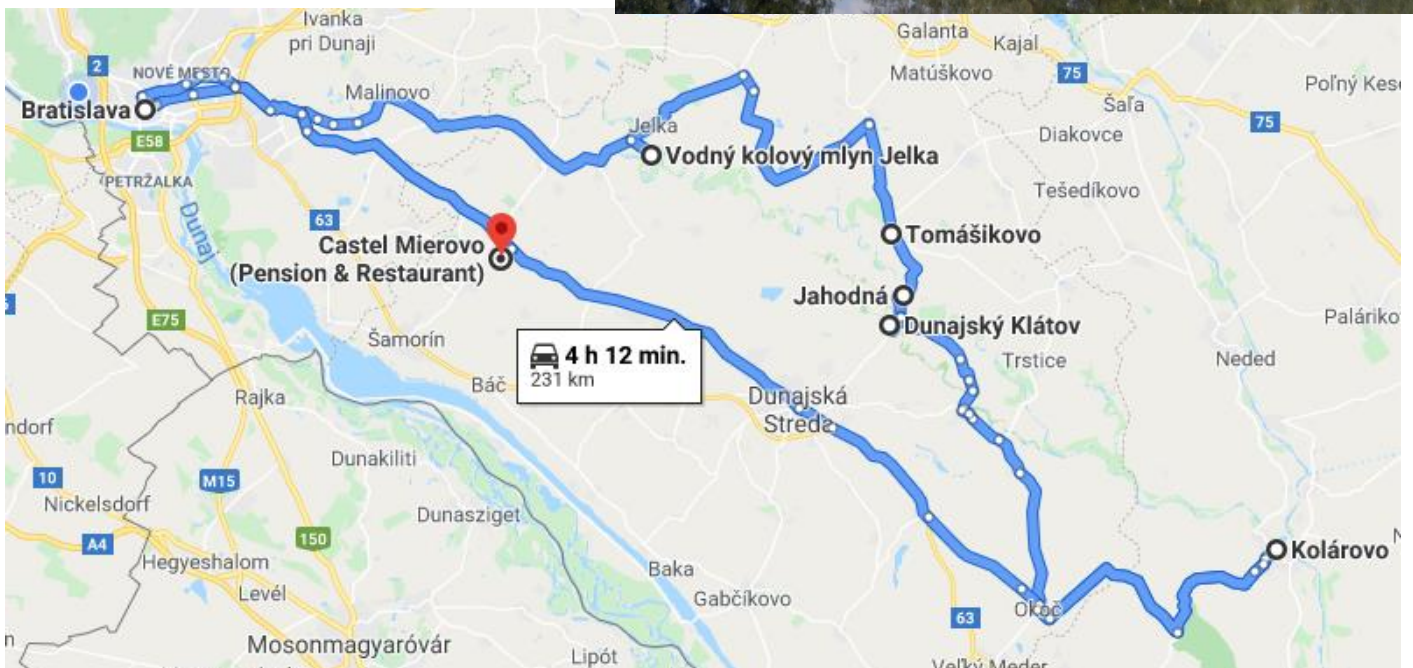 Ivanka
pri Dunaji
Galanta
Kajal
2
NOVÉ MESTO
Matúškovo
75
Malinovo
Šaľa
Bratislava
Jelka
75
E58
Diakovce
Vodný kolový mlyn Jelka
PETRŽALKA
Tešedíkovo
Dunaj
63
Castel Mierovo
(Pension & Restaurant)
Tomášikovo
Jahodná
E75
Dunajský Klátov
Šamorín
4 h 12 min.
231 km
Trstice
Neded
Báč
Rajka
Dunajská
Streda
Dunakiliti
10
M15
Nickelsdorf
Dunasziget
150
A4
Kolárovo
Hegyeshalom
Baka
Levél
Gabčíkovo
Okoč
63
Mosonmagyaróvár
Lipót
Veľký Meder